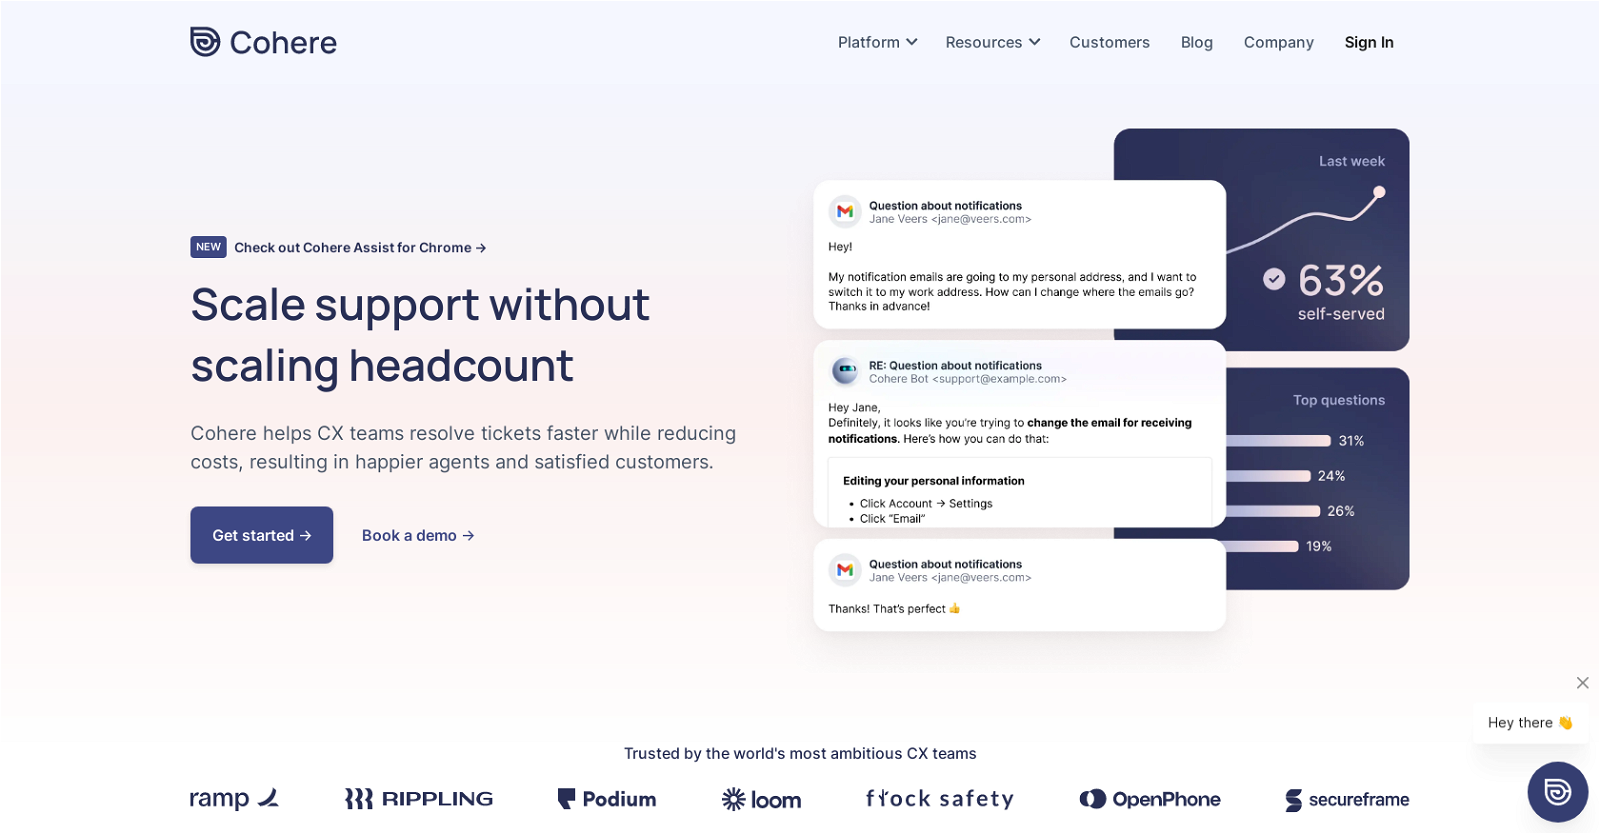 Cohere
Platform
Resources
Customers
Blog
Company
Sign In
NEW Check out Cohere Assist for Chrome →
Scale support without
scaling headcount
Cohere helps CX teams resolve tickets faster while reducing
costs, resulting in happier agents and satisfied customers.
Get started →
Book a demo →
Question about notifications
Jane Veers <jane@veers.com>
Hey!
My notification emails are going to my personal address, and I want to
switch it to my work address. How can I change where the emails go?
Thanks in advance!
RE: Question about notifications
Cohere Bot <support@example.com>
Hey Jane,
Definitely, it looks like you're trying to change the email for receiving
notifications. Here's how you can do that:
Editing your personal information
• Click Account → Settings
• Click "Email"
Question about notifications
Jane Veers <jane@veers.com>
Thanks! That's perfect 👍
Last week
63%
self-served
Top questions
31%
24%
26%
19%
Hey there 👋
Trusted by the world's most ambitious CX teams
ramp
RIPPLING
Podium
loom
flock safety
OpenPhone
secureframe